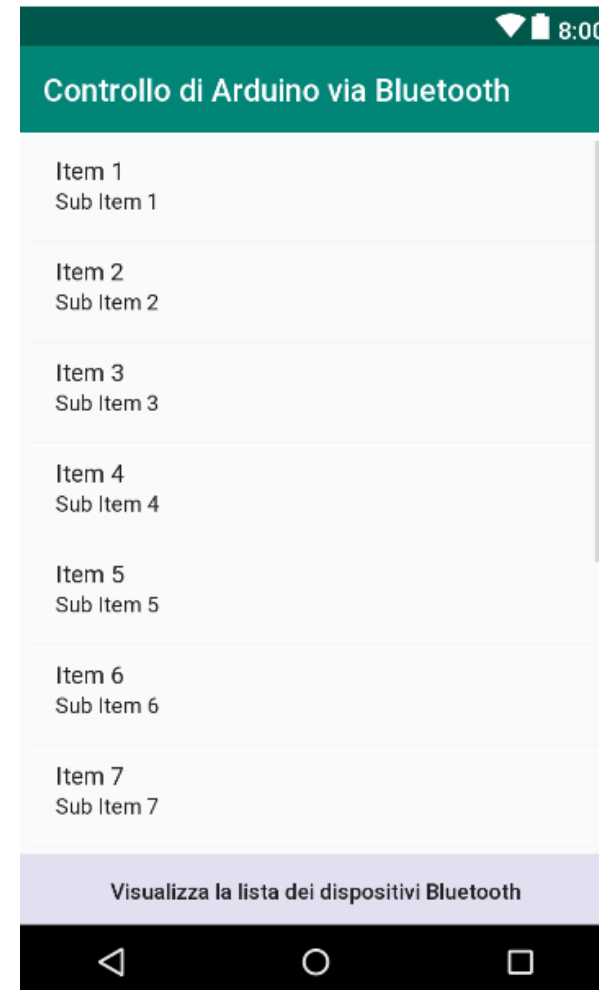 8:00
Controllo di Arduino via Bluetooth
Item 1
Sub Item 1
Item 2
Sub Item 2
Item 3
Sub Item 3
Item 4
Sub Item 4
Item 5
Sub Item 5
Item 6
Sub Item 6
Item 7
Sub Item 7
Visualizza la lista dei dispositivi Bluetooth